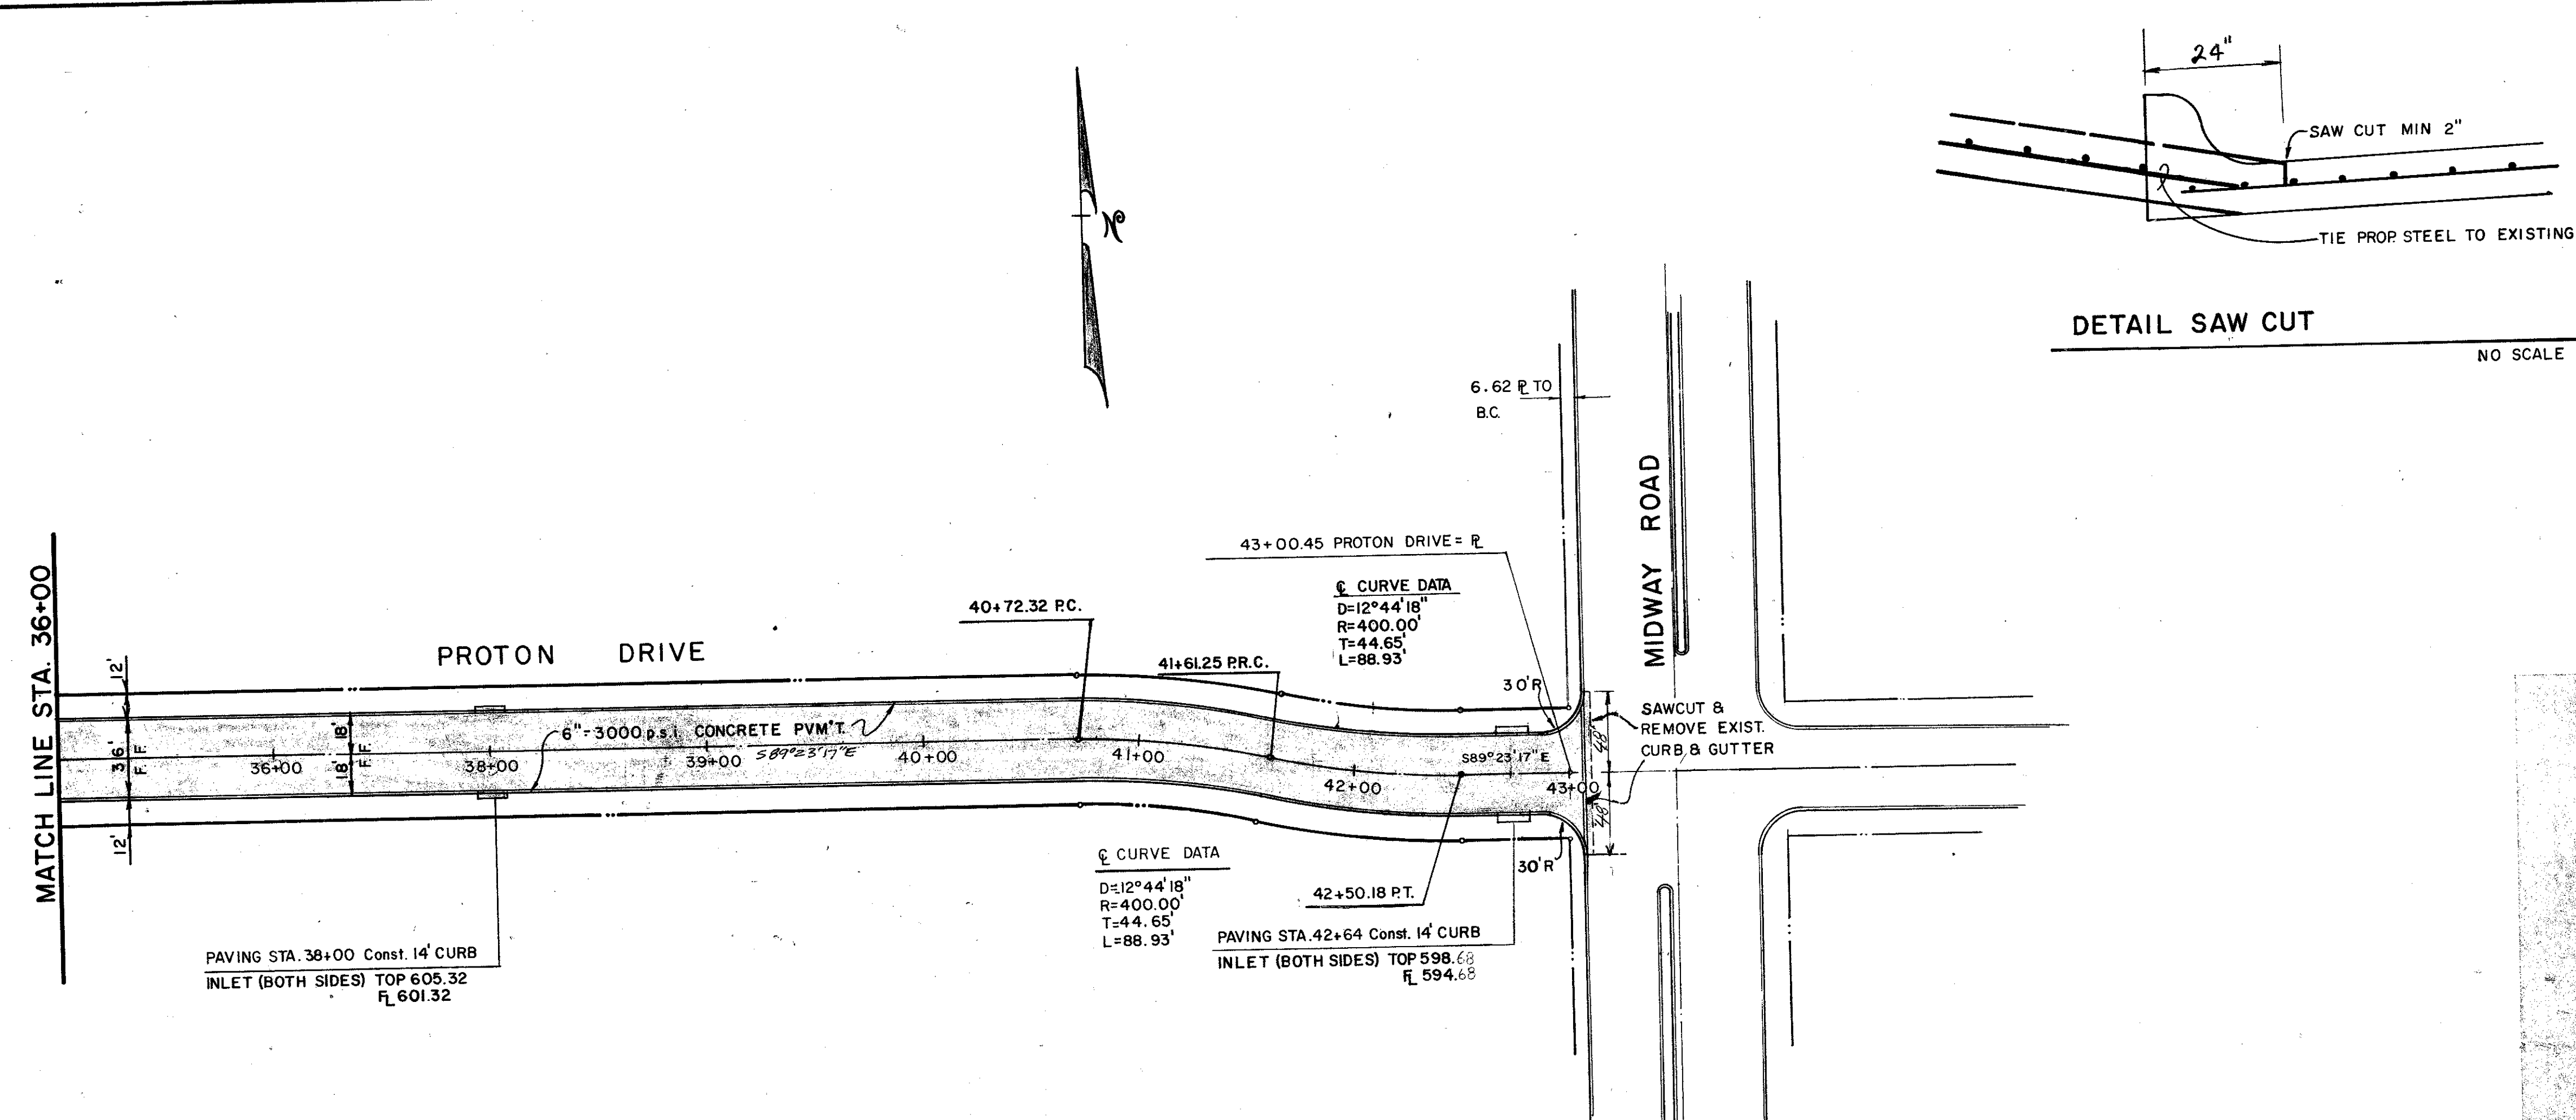 24"
SAW CUT MIN 2"
TIE PROP. STEEL TO EXISTING
DETAIL SAW CUT
NO SCALE
N
6.62 ℄ TO
B.C.
MIDWAY ROAD
43+00.45 PROTON DRIVE = ℄
℄ CURVE DATA
D=12°44'18"
R=400.00'
T=44.65'
L=88.93'
40+72.32 P.C.
41+61.25 P.R.C.
PROTON DRIVE
MATCH LINE STA. 36+00
12'
36'
F.F.
12'
18'
18'
F.F.
6"-3000 p.s.i. CONCRETE PVM'T.
S89°23'17"E
36+00
38+00
39+00
40+00
41+00
42+00
43+00
S89°23'17"E
30'R
30'R
SAWCUT &
REMOVE EXIST.
CURB & GUTTER
48'
48'
℄ CURVE DATA
D=12°44'18"
R=400.00'
T=44.65'
L=88.93'
42+50.18 P.T.
PAVING STA. 38+00 Const. 14' CURB
INLET (BOTH SIDES) TOP 605.32
FL 601.32
PAVING STA. 42+64 Const. 14' CURB
INLET (BOTH SIDES) TOP 598.68
FL 594.68